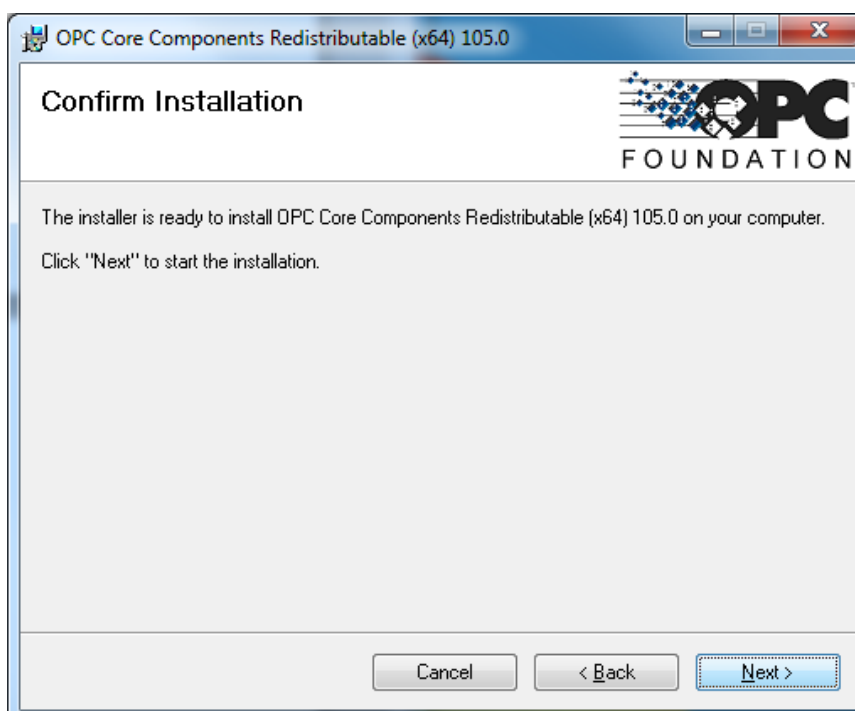 OPC Core Components Redistributable (x64) 105.0
Confirm Installation
OPC
FOUNDATION
The installer is ready to install OPC Core Components Redistributable (x64) 105.0 on your computer.
Click "Next" to start the installation.
Cancel
< Back
Next >